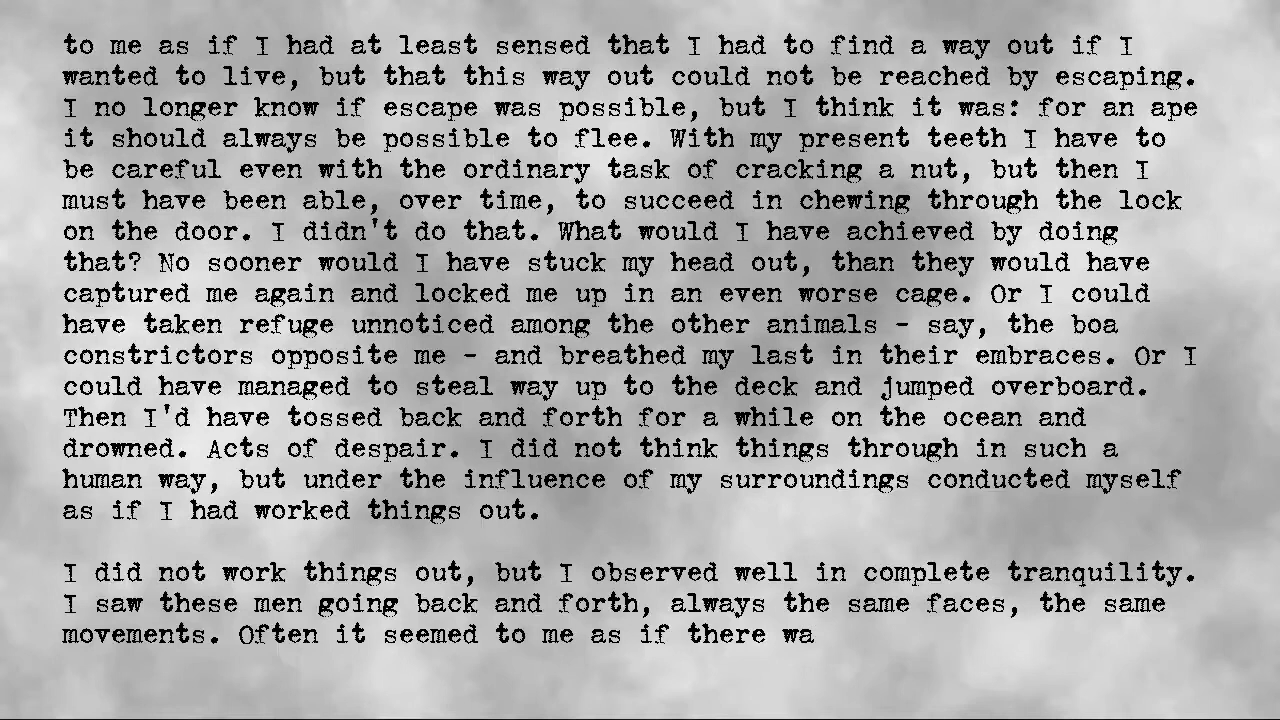 to me as if I had at least sensed that I had to find a way out if I
wanted to live, but that this way out could not be reached by escaping.
I no longer know if escape was possible, but I think it was: for an ape
it should always be possible to flee. With my present teeth I have to
be careful even with the ordinary task of cracking a nut, but then I
must have been able, over time, to succeed in chewing through the lock
on the door. I didn't do that. What would I have achieved by doing
that? No sooner would I have stuck my head out, than they would have
captured me again and locked me up in an even worse cage. Or I could
have taken refuge unnoticed among the other animals - say, the boa
constrictors opposite me - and breathed my last in their embraces. Or I
could have managed to steal way up to the deck and jumped overboard.
Then I'd have tossed back and forth for a while on the ocean and
drowned. Acts of despair. I did not think things through in such a
human way, but under the influence of my surroundings conducted myself
as if I had worked things out.

I did not work things out, but I observed well in complete tranquility.
I saw these men going back and forth, always the same faces, the same
movements. Often it seemed to me as if there wa